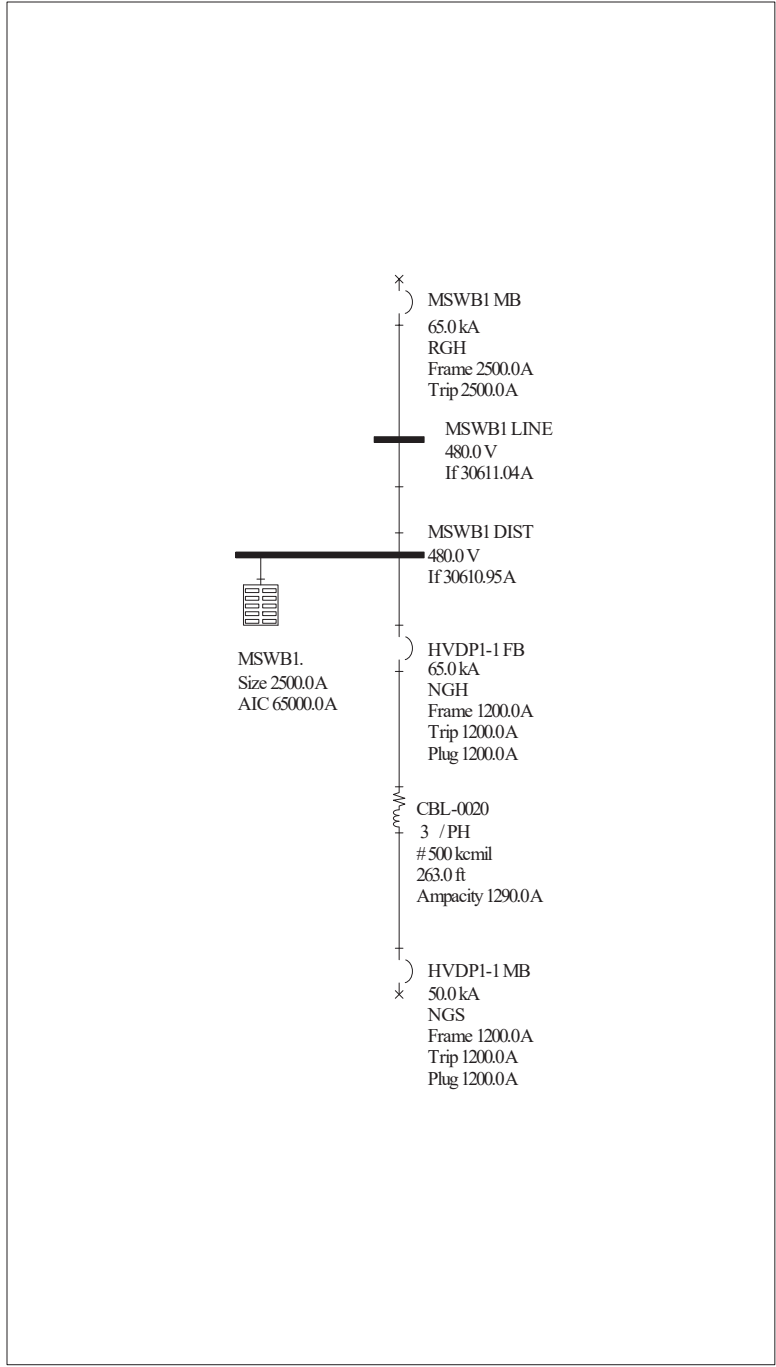 MSWB1 MB
65.0 kA
RGH
Frame 2500.0A
Trip 2500.0A
MSWB1 LINE
480.0 V
If 30611.04A
MSWB1 DIST
480.0 V
If 30610.95A
MSWB1.
Size 2500.0A
AIC 65000.0A
HVDP1-1 FB
65.0 kA
NGH
Frame 1200.0A
Trip 1200.0A
Plug 1200.0A
CBL-0020
3 / PH
# 500 kcmil
263.0 ft
Ampacity 1290.0A
HVDP1-1 MB
50.0 kA
NGS
Frame 1200.0A
Trip 1200.0A
Plug 1200.0A